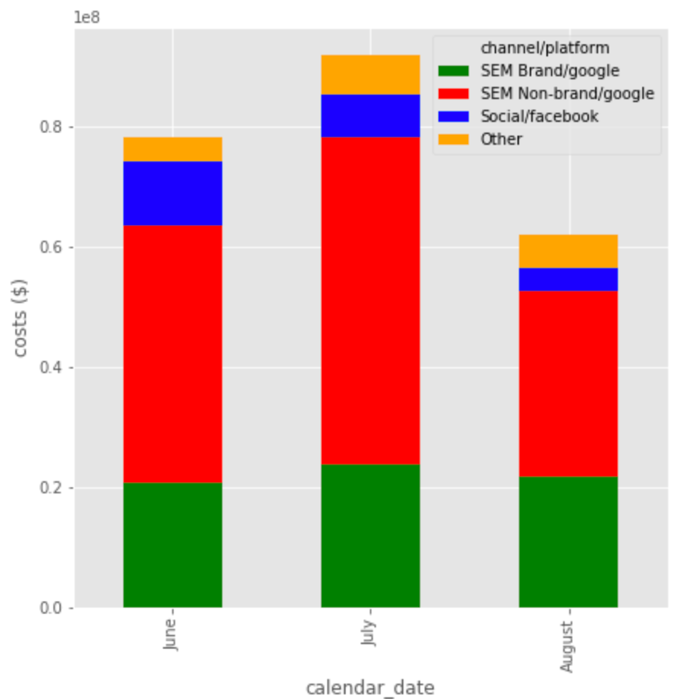 1e8
channel/platform
SEM Brand/google
SEM Non-brand/google
Social/facebook
Other
0.8
0.6
0.4
0.2
0.0
costs ($)
June
July
August
calendar_date